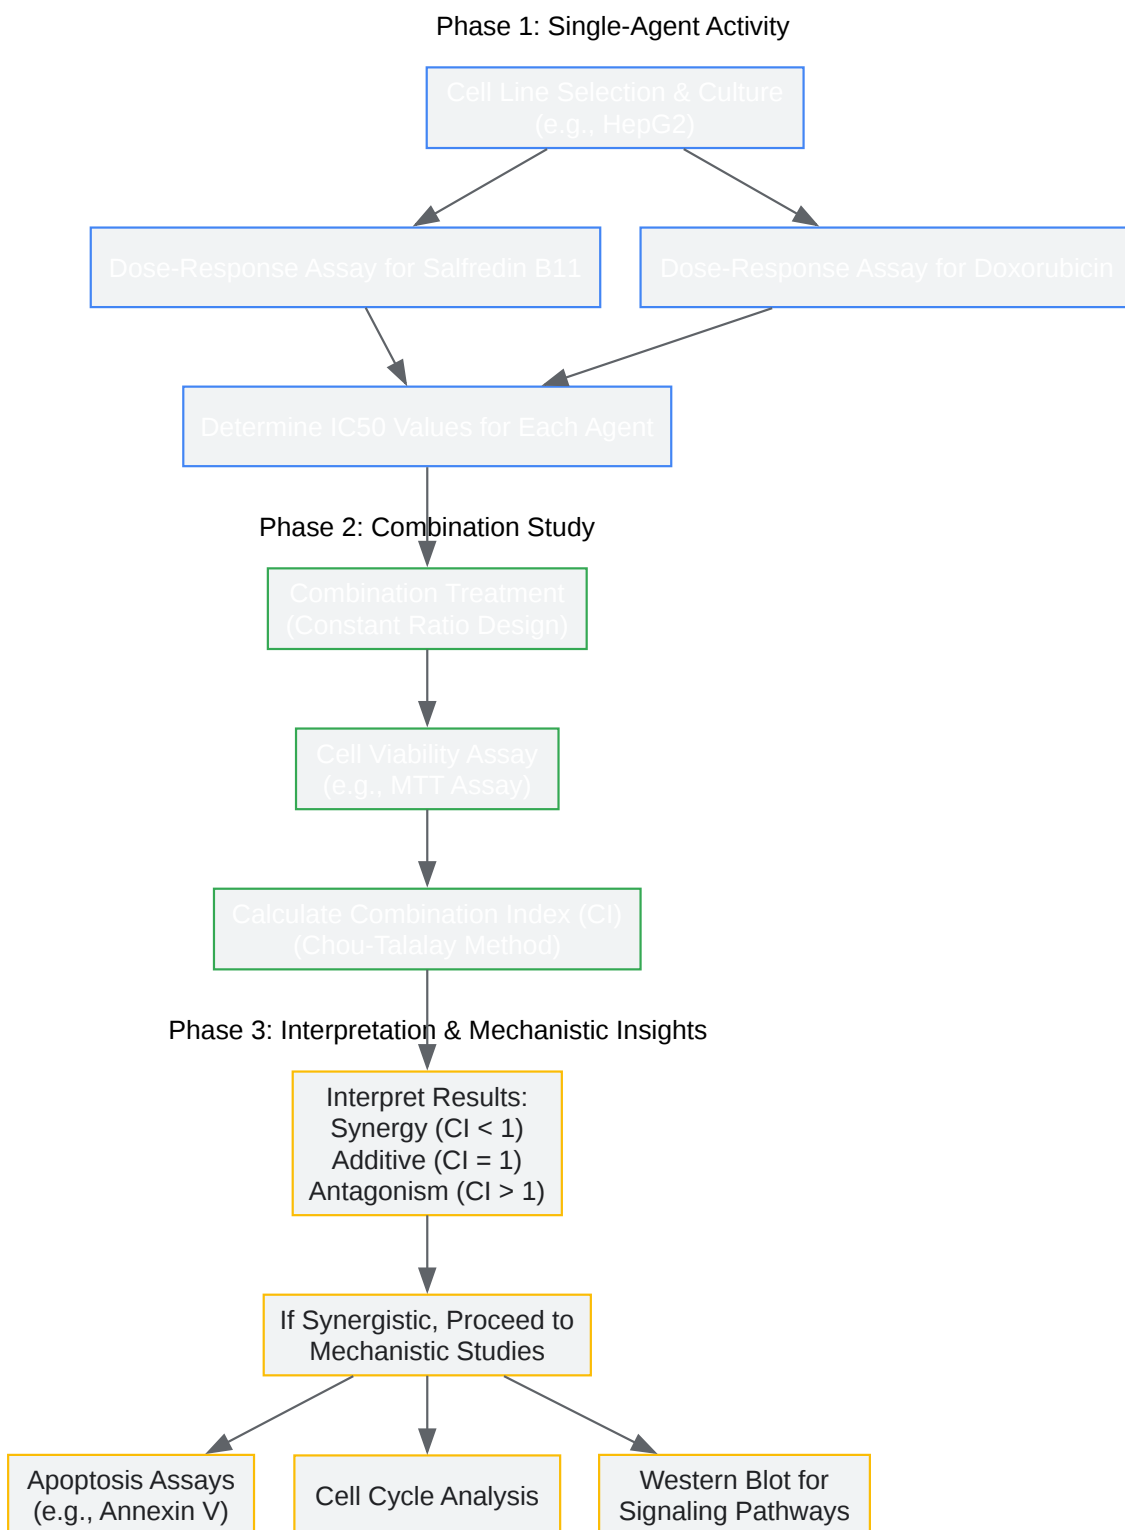 Phase 1: Single-Agent Activity
Cell Line Selection & Culture
(e.g., HepG2)
Dose-Response Assay for Salfredin B11
Dose-Response Assay for Doxorubicin
Determine IC50 Values for Each Agent
Phase 2: Combination Study
Combination Treatment
(Constant Ratio Design)
Cell Viability Assay
(e.g., MTT Assay)
Calculate Combination Index (CI)
(Chou-Talalay Method)
Phase 3: Interpretation & Mechanistic Insights
Interpret Results:
Synergy (CI < 1)
Additive (CI = 1)
Antagonism (CI > 1)
If Synergistic, Proceed to
Mechanistic Studies
Apoptosis Assays
(e.g., Annexin V)
Cell Cycle Analysis
Western Blot for
Signaling Pathways